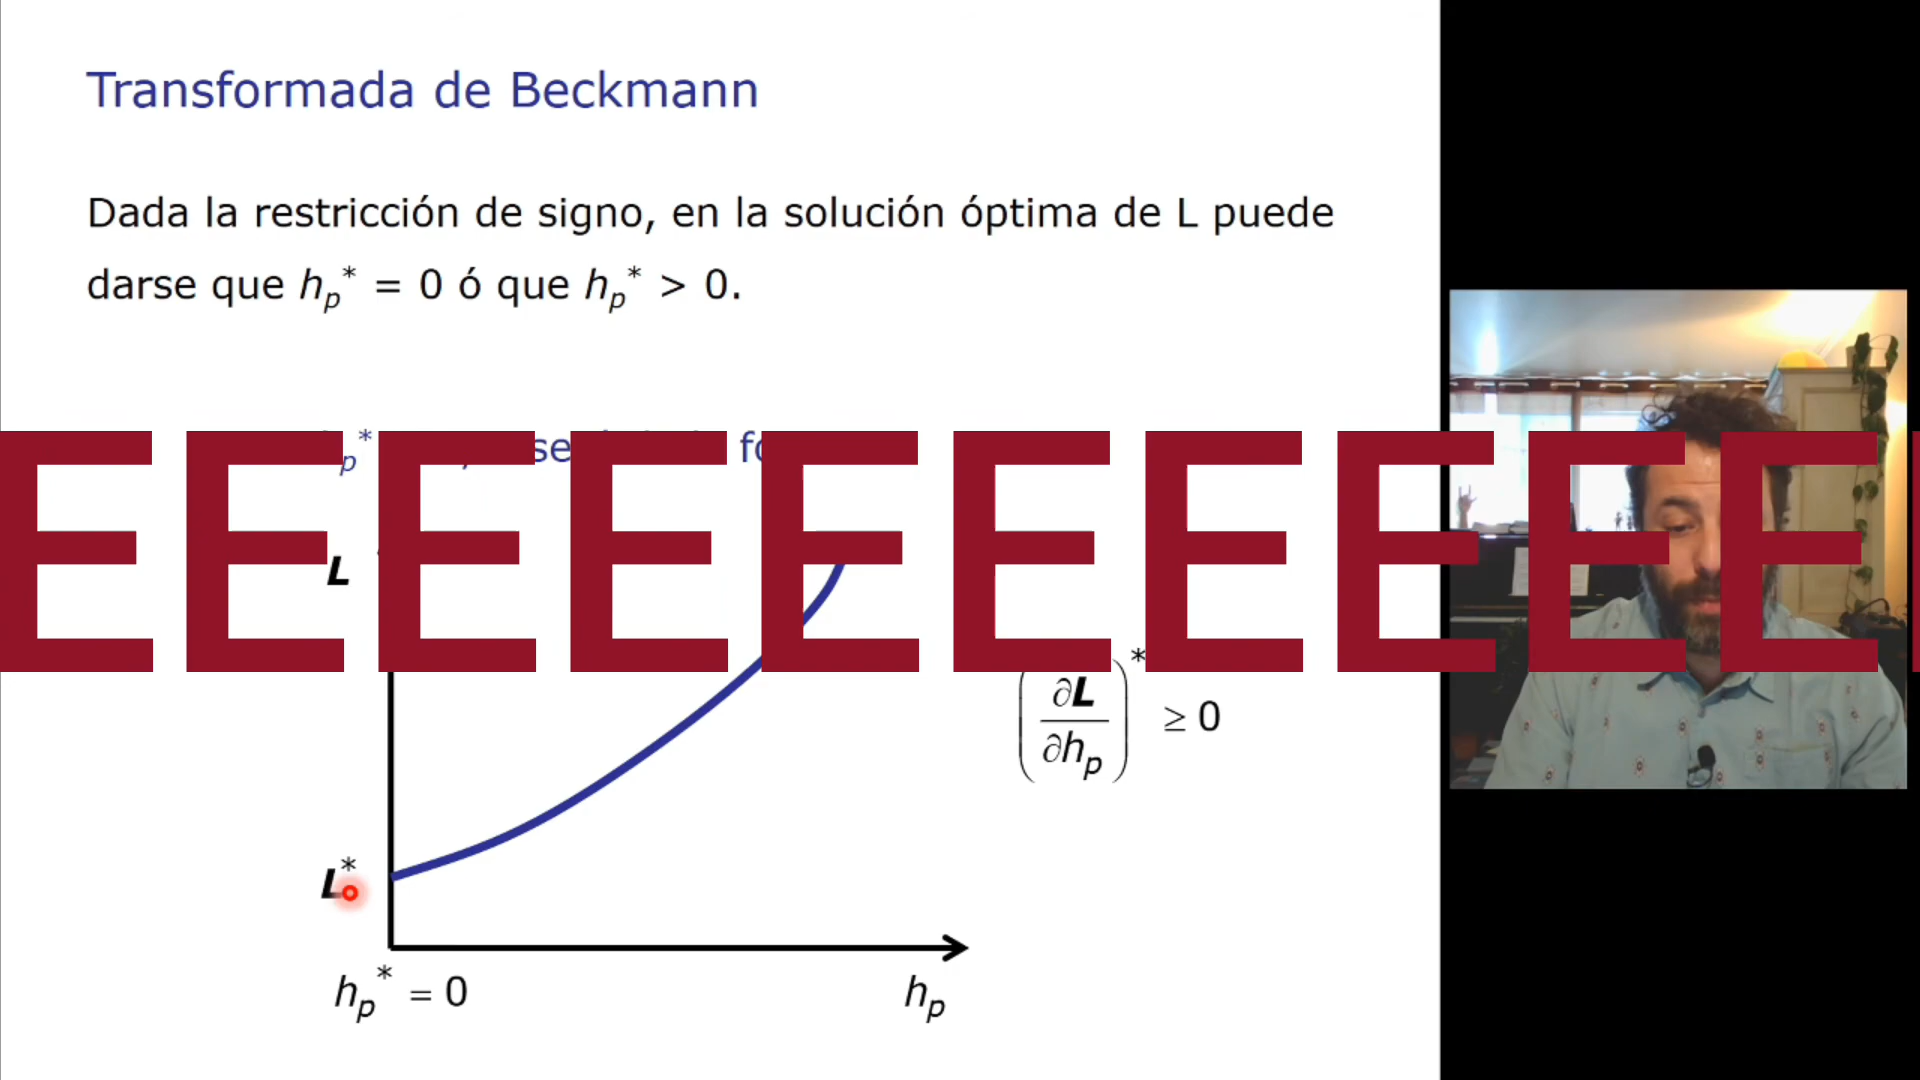 Transformada de Beckmann
Dada la restricción de signo, en la solución óptima de L puede
darse que hₚ* = 0 ó que hₚ* > 0.
EEEEEEEEEE
L
(∂L/∂hₚ)* ≥ 0
L*
hₚ* = 0
hₚ